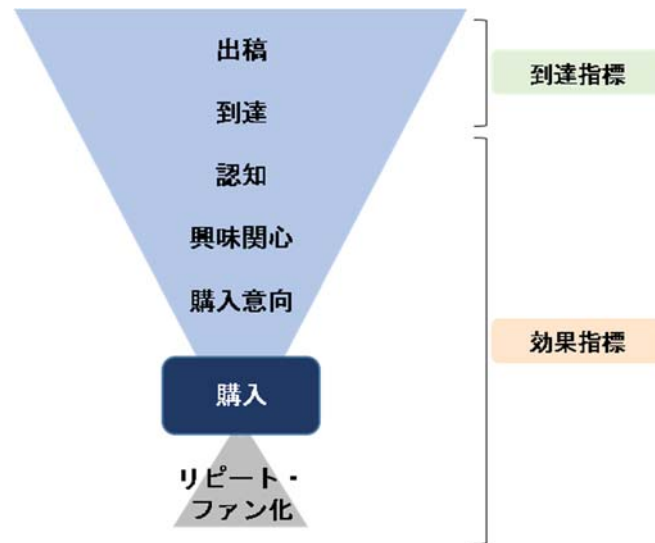 出稿
到達指標
到達
認知
興味関心
購入意向
効果指標
購入
リピート・
ファン化